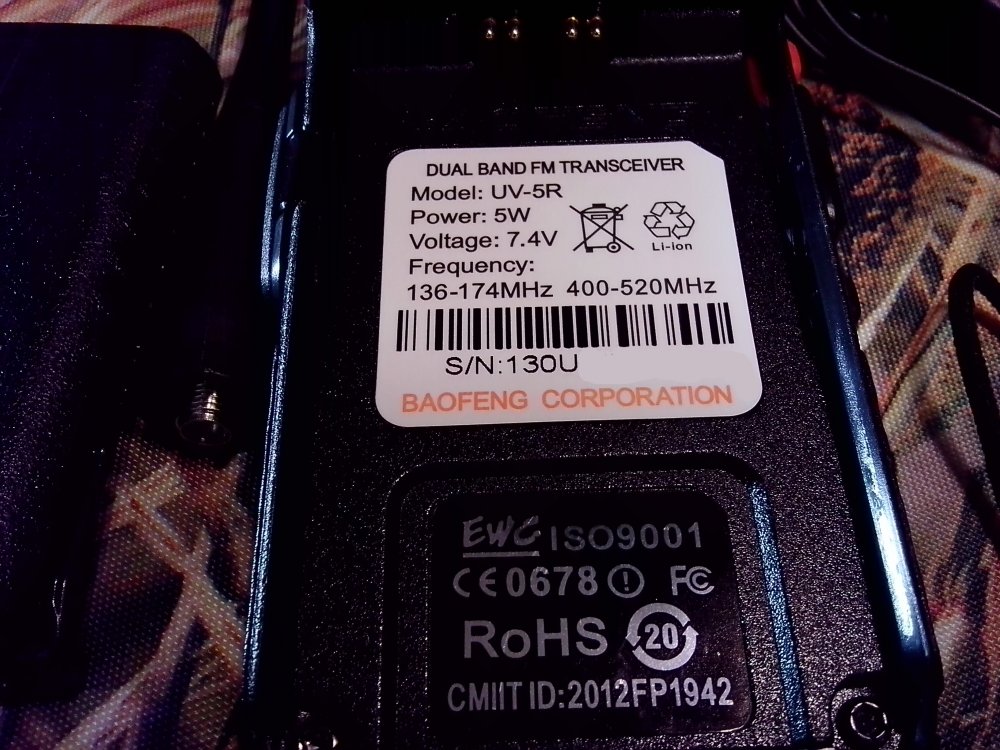 DUAL BAND FM TRANSCEIVER
Model: UV-5R
Power: 5W
Voltage: 7.4V
Li-ion
Frequency:
136-174MHz 400-520MHz
S/N:130U
BAOFENG CORPORATION
EWC ISO9001
CE0678 ! FC
RoHS 20
CMIIT ID:2012FP1942